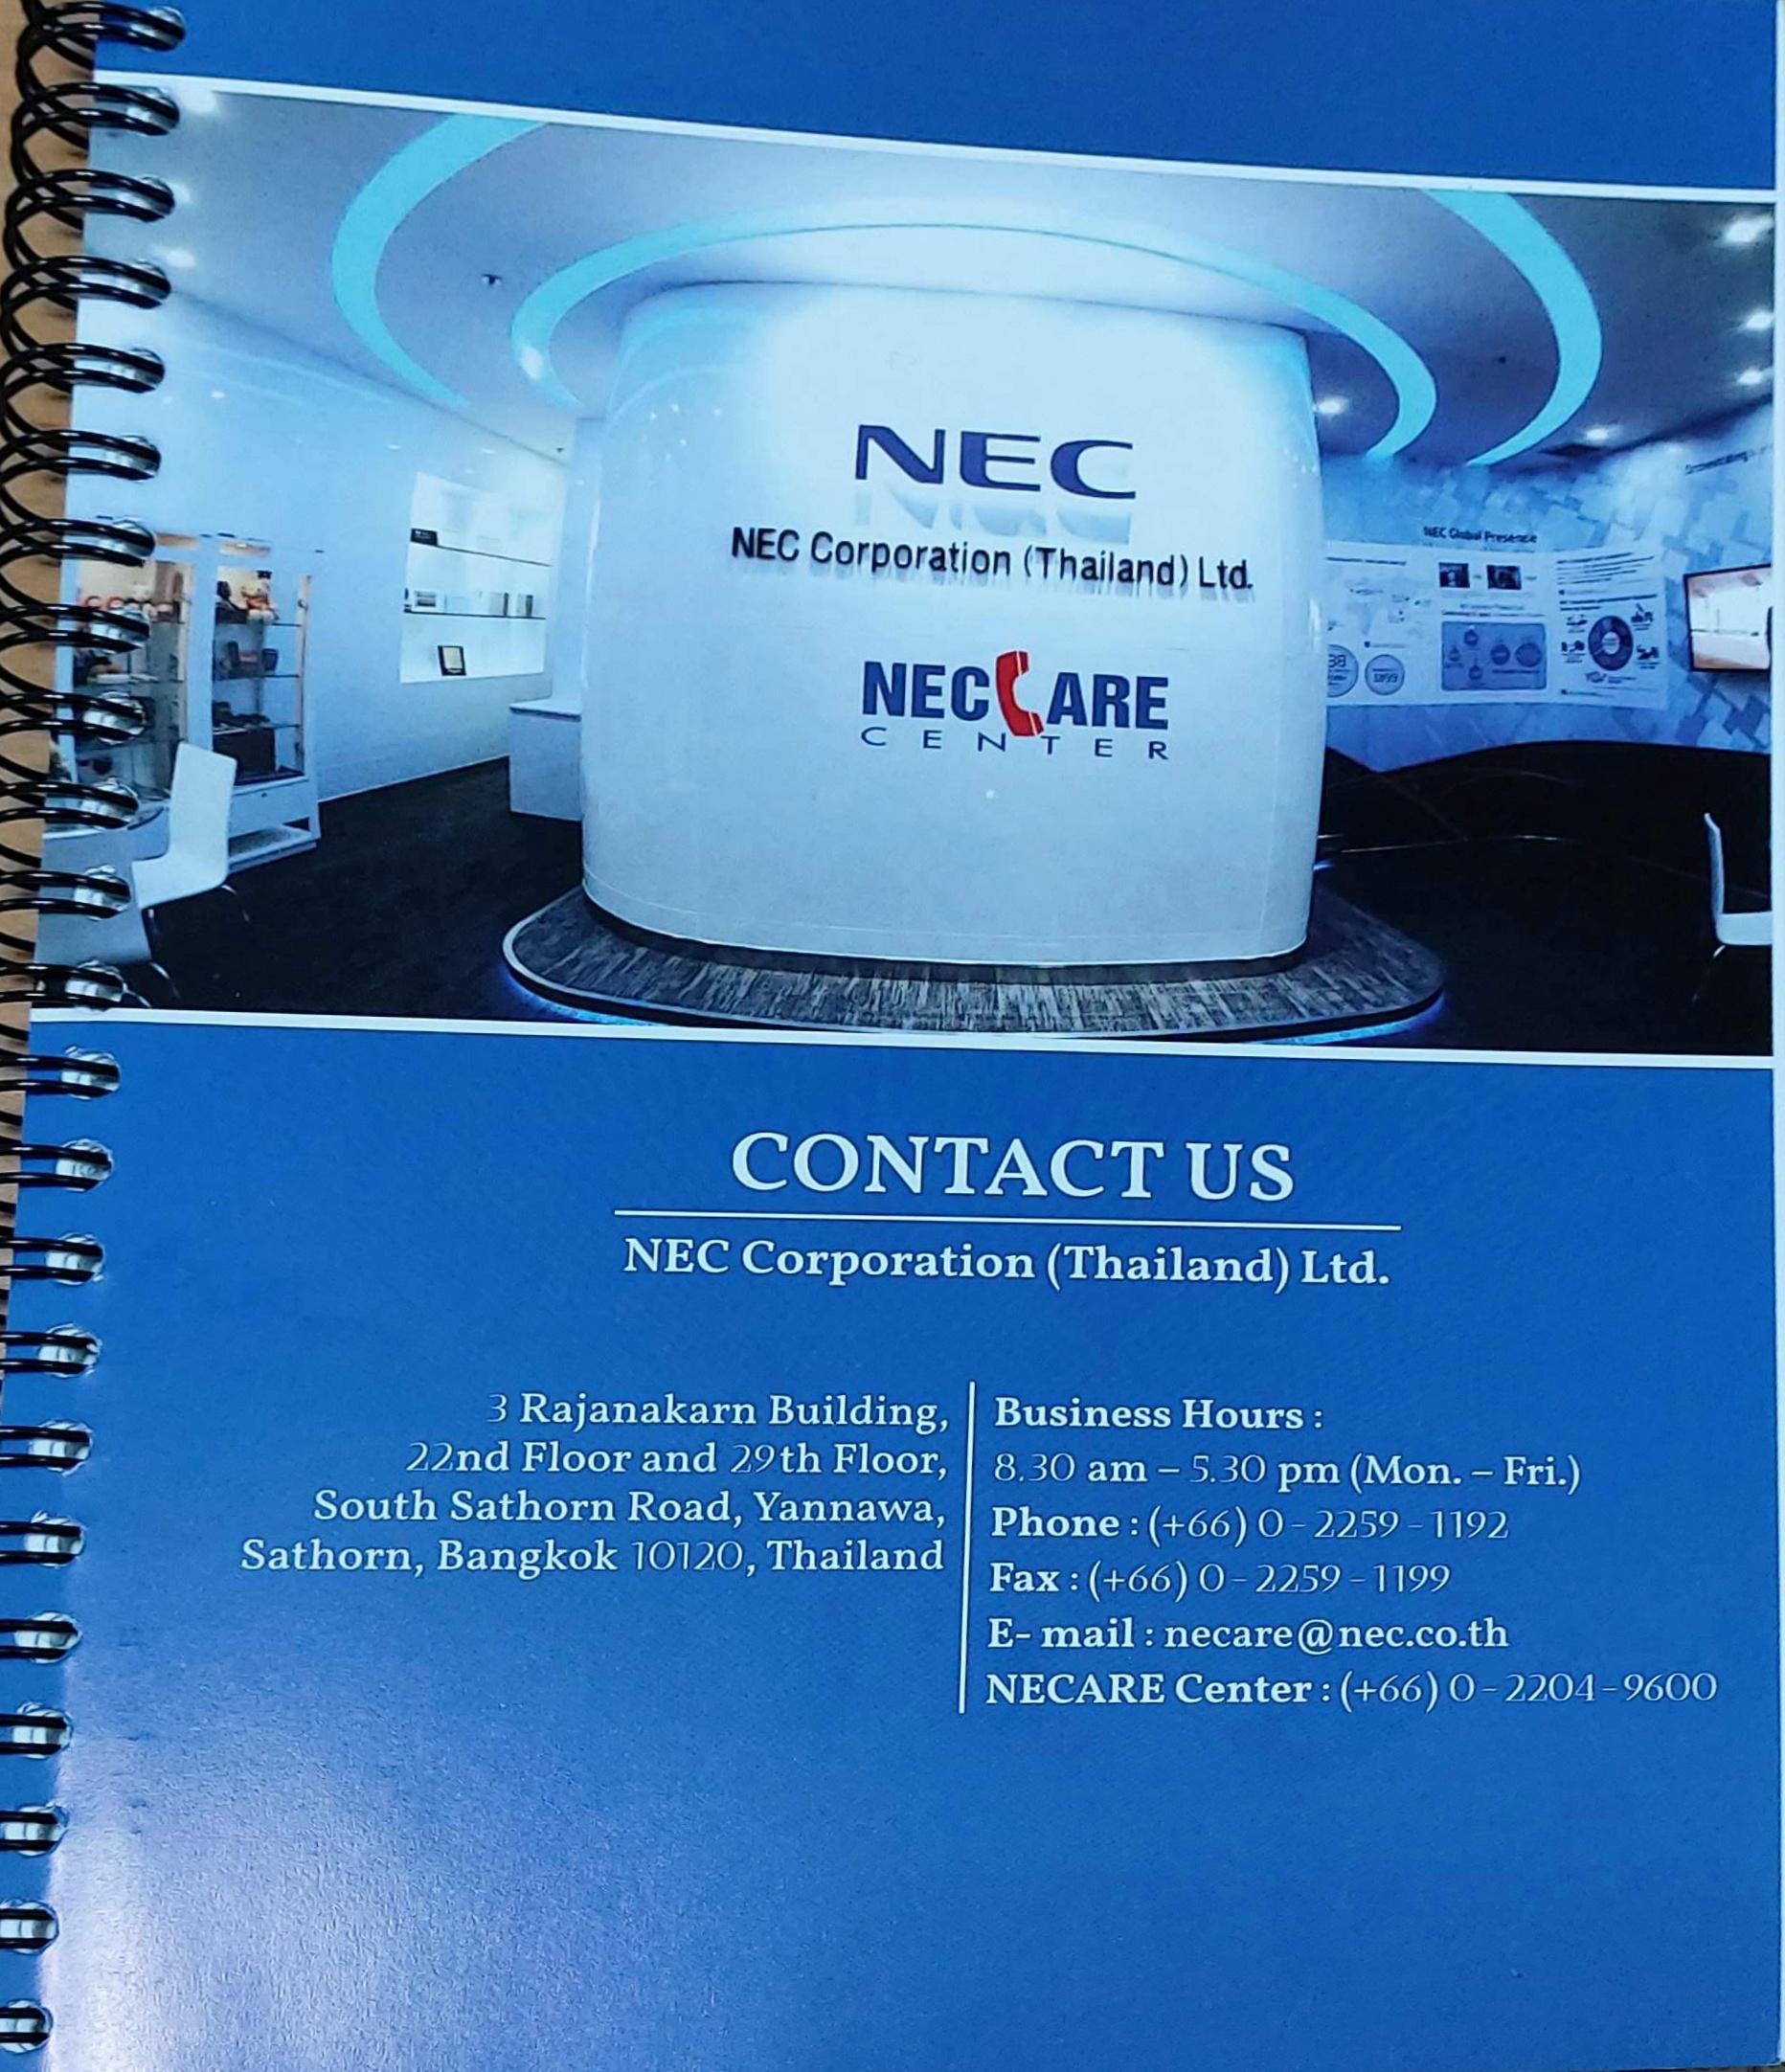 NEC
NEC Corporation (Thailand) Ltd.
NECCARE
CENTER
NEC Global Presence
CONTACT US
NEC Corporation (Thailand) Ltd.
3 Rajanakarn Building,
22nd Floor and 29th Floor,
South Sathorn Road, Yannawa,
Sathorn, Bangkok 10120, Thailand
Business Hours :
8.30 am – 5.30 pm (Mon. – Fri.)
Phone : (+66) 0 - 2259 - 1192
Fax : (+66) 0 - 2259 - 1199
E- mail : necare@nec.co.th
NECARE Center : (+66) 0 - 2204 - 9600